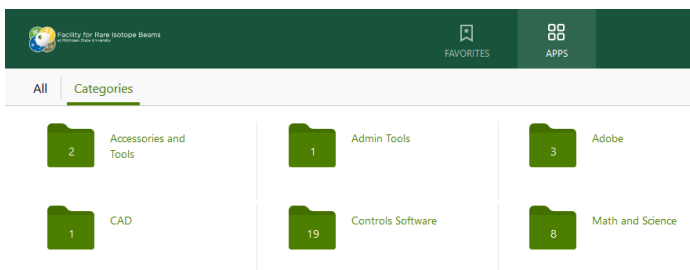 Facility for Rare Isotope Beams
at Michigan State University
FAVORITES
APPS
All
Categories
2
Accessories and
Tools
1
Admin Tools
3
Adobe
1
CAD
19
Controls Software
8
Math and Science